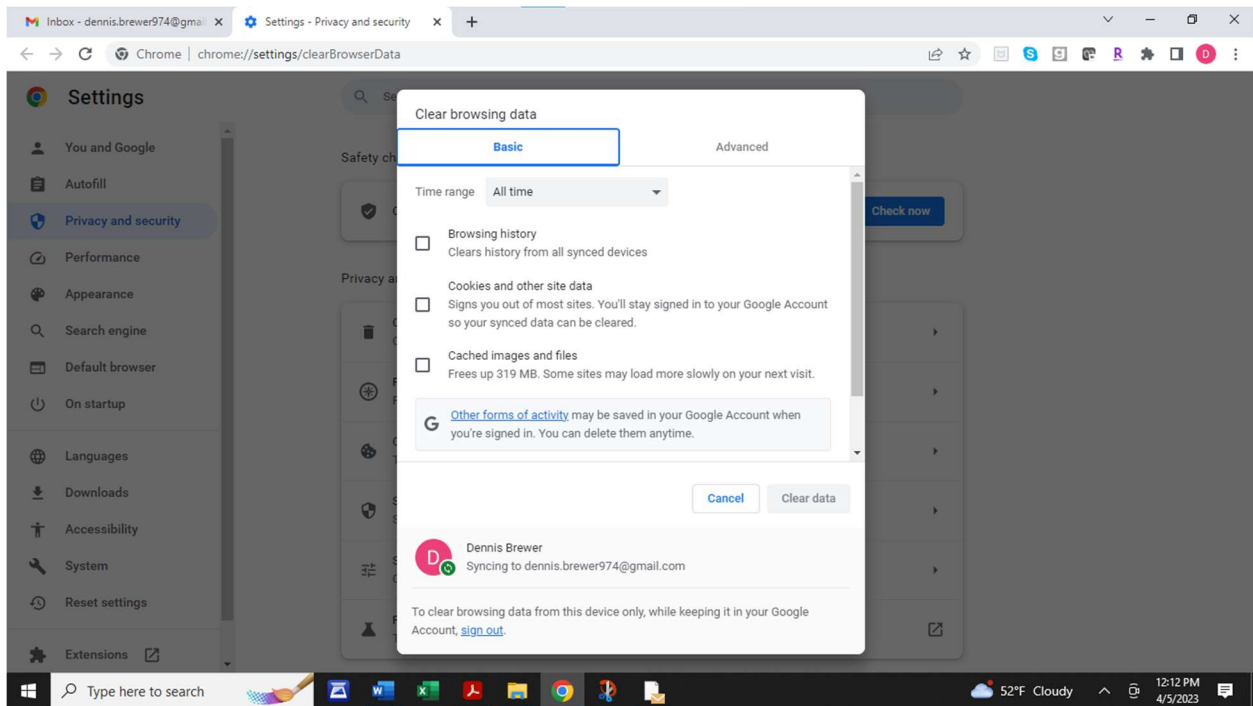 Inbox - dennis.brewer974@gmai
Settings - Privacy and security
Chrome | chrome://settings/clearBrowserData
Settings
You and Google
Autofill
Privacy and security
Performance
Appearance
Search engine
Default browser
On startup
Languages
Downloads
Accessibility
System
Reset settings
Extensions
Se
Safety ch
Check now
Privacy a
Clear browsing data
Basic
Advanced
Time range All time
Browsing history
Clears history from all synced devices
Cookies and other site data
Signs you out of most sites. You'll stay signed in to your Google Account
so your synced data can be cleared.
Cached images and files
Frees up 319 MB. Some sites may load more slowly on your next visit.
Other forms of activity may be saved in your Google Account when
you're signed in. You can delete them anytime.
Cancel
Clear data
D
Dennis Brewer
Syncing to dennis.brewer974@gmail.com
To clear browsing data from this device only, while keeping it in your Google
Account, sign out.
Type here to search
52°F Cloudy
12:12 PM
4/5/2023